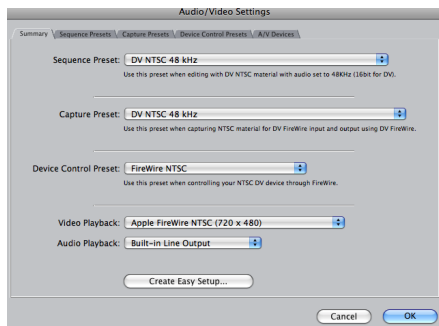 Audio/Video Settings
Summary Sequence Presets Capture Presets Device Control Presets A/V Devices
Sequence Preset: DV NTSC 48 kHz
Use this preset when editing with DV NTSC material with audio set to 48KHz (16bit for DV).
Capture Preset: DV NTSC 48 kHz
Use this preset when capturing NTSC material for DV FireWire input and output using DV FireWire.
Device Control Preset: FireWire NTSC
Use this preset when controlling your NTSC DV device through FireWire.
Video Playback: Apple FireWire NTSC (720 x 480)
Audio Playback: Built-in Line Output
Create Easy Setup...
Cancel OK